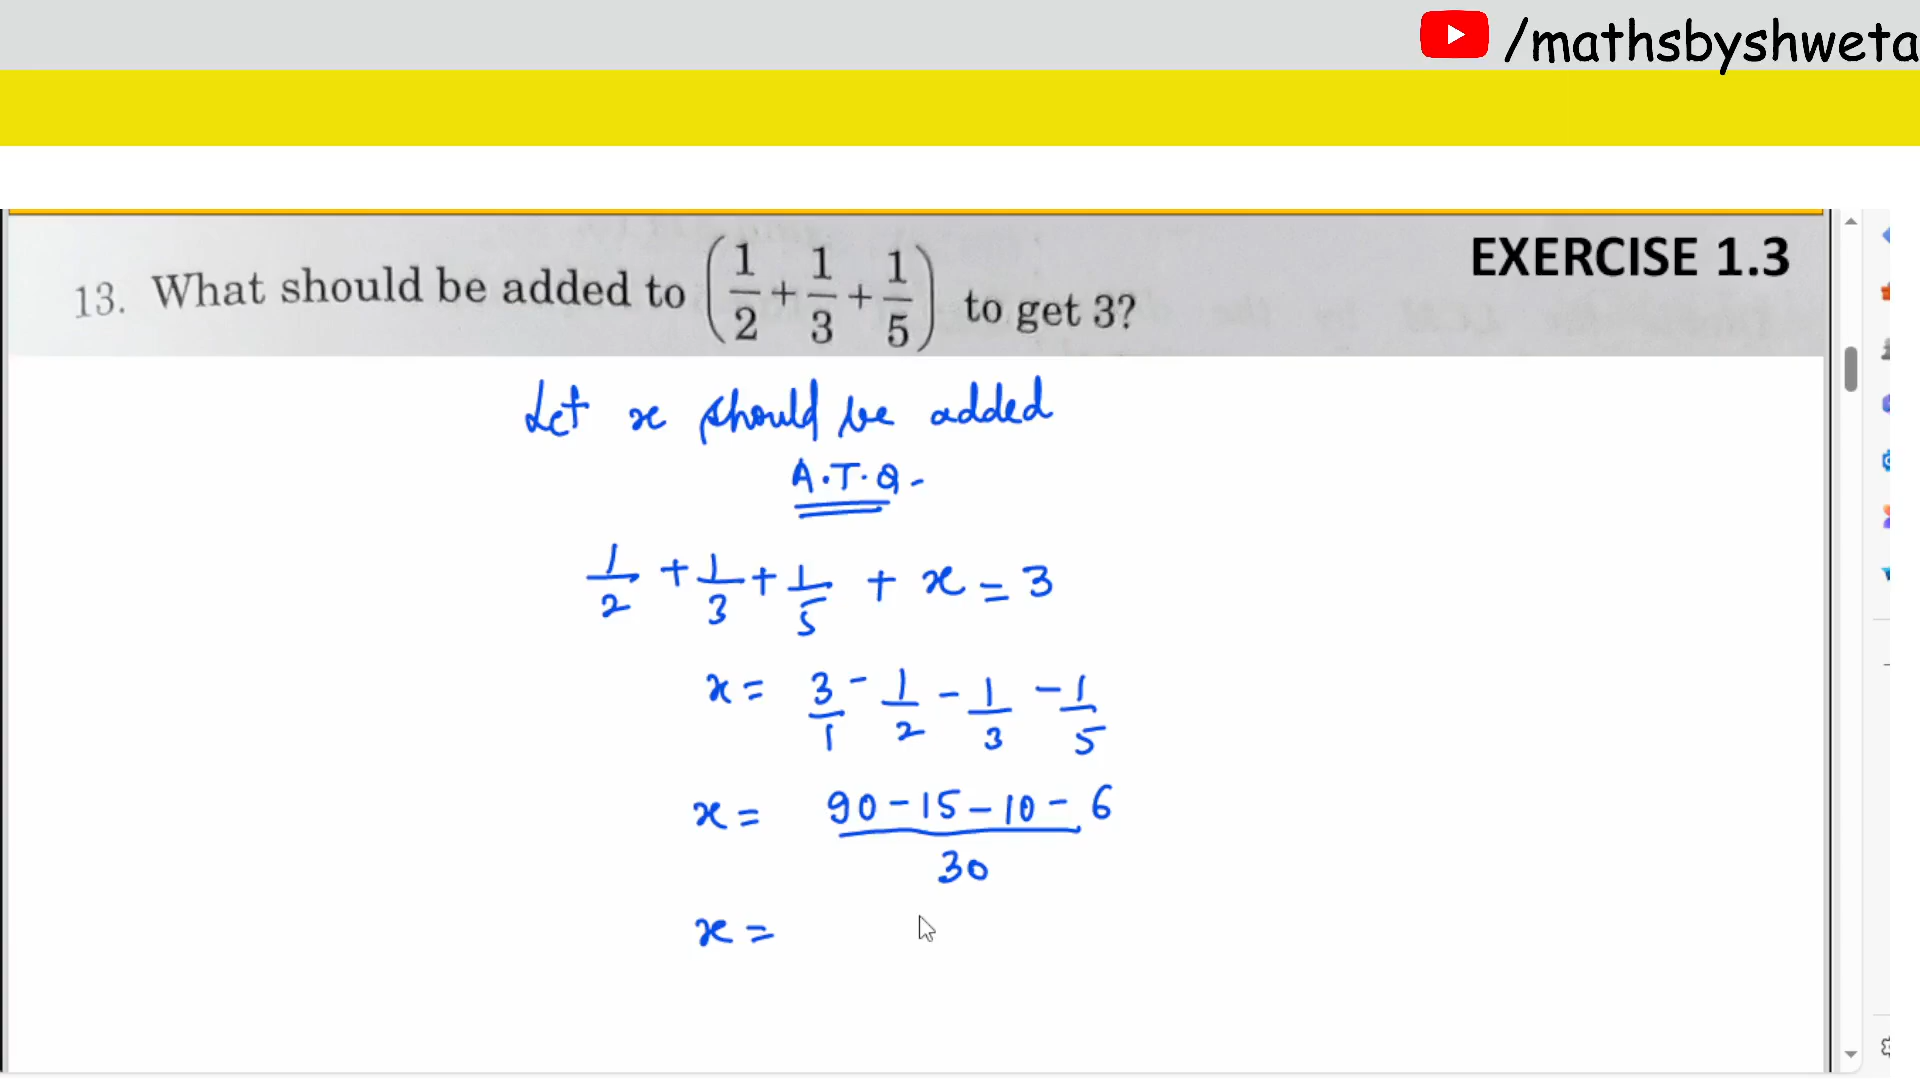 /mathsbyshweta
EXERCISE 1.3
13. What should be added to (1/2 + 1/3 + 1/5) to get 3?
Let x should be added
A.T.Q.
1/2 + 1/3 + 1/5 + x = 3
x = 3/1 - 1/2 - 1/3 - 1/5
x = 90 - 15 - 10 - 6 / 30
x =